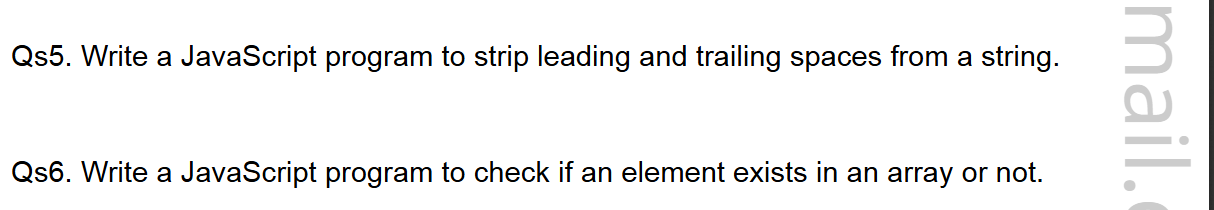 Qs5. Write a JavaScript program to strip leading and trailing spaces from a string.
Qs6. Write a JavaScript program to check if an element exists in an array or not.
mail.